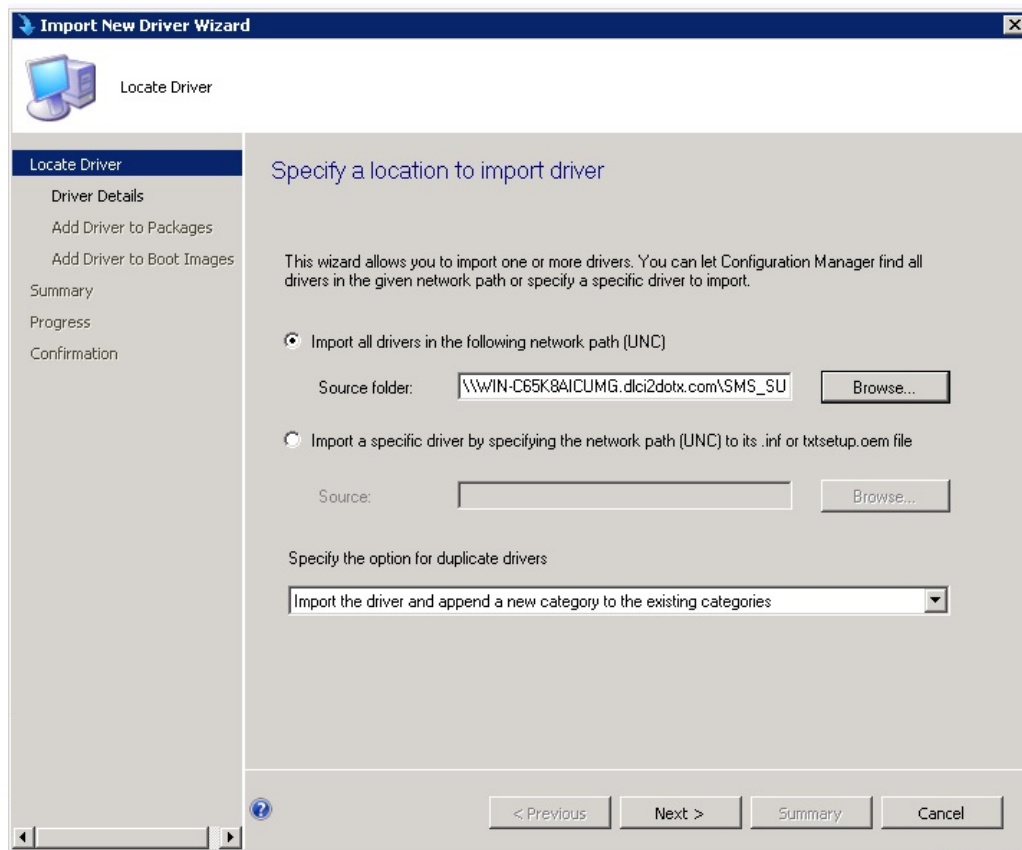 Import New Driver Wizard
Locate Driver
Locate Driver
Driver Details
Add Driver to Packages
Add Driver to Boot Images
Summary
Progress
Confirmation
Specify a location to import driver
This wizard allows you to import one or more drivers. You can let Configuration Manager find all
drivers in the given network path or specify a specific driver to import.
Import all drivers in the following network path (UNC)
Source folder: \\WIN-C65K8AICUMG.dlci2dotx.com\SMS_SU Browse...
Import a specific driver by specifying the network path (UNC) to its .inf or txtsetup.oem file
Source: Browse...
Specify the option for duplicate drivers
Import the driver and append a new category to the existing categories
< Previous Next > Summary Cancel